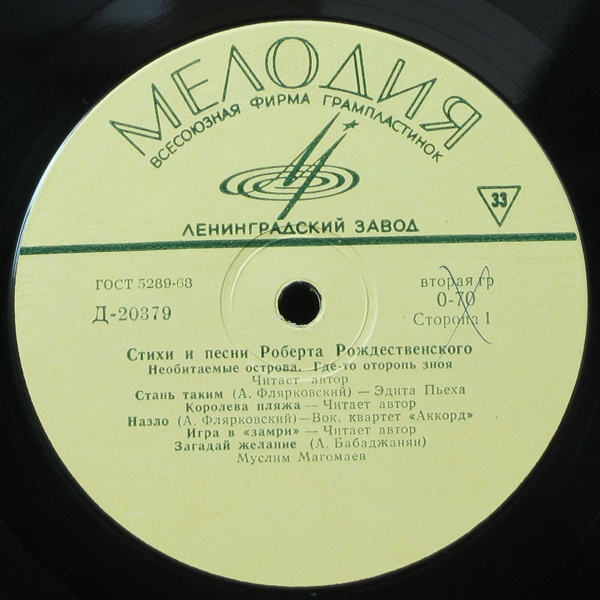 МЕЛОДИЯ
ВСЕСОЮЗНАЯ ФИРМА ГРАМПЛАСТИНОК
ЛЕНИНГРАДСКИЙ ЗАВОД
33
ГОСТ 5289-68
Д-20379
вторая гр
0-70
Сторона 1
Стихи и песни Роберта Рождественского
Необитаемые острова. Где-то оторопь зноя
Читает автор
Стань таким (А. Флярковский) — Эдита Пьеха
Королева пляжа — Читает автор
Назло (А. Флярковский) — Вок. квартет «Аккорд»
Игра в «замри» — Читает автор
Загадай желание (А. Бабаджанян)
Муслим Магомаев